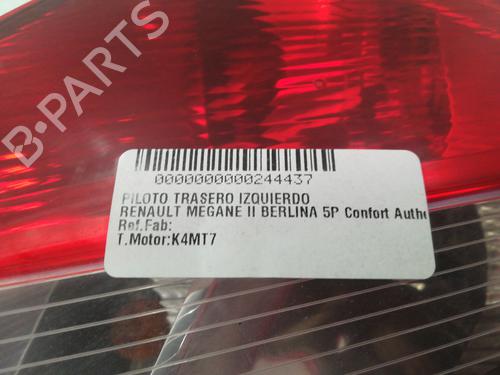 B-PARTS
0000000000244437
PILOTO TRASERO IZQUIERDO
RENAULT MEGANE II BERLINA 5P Confort Authe
Ref.Fab:
T.Motor:K4MT7